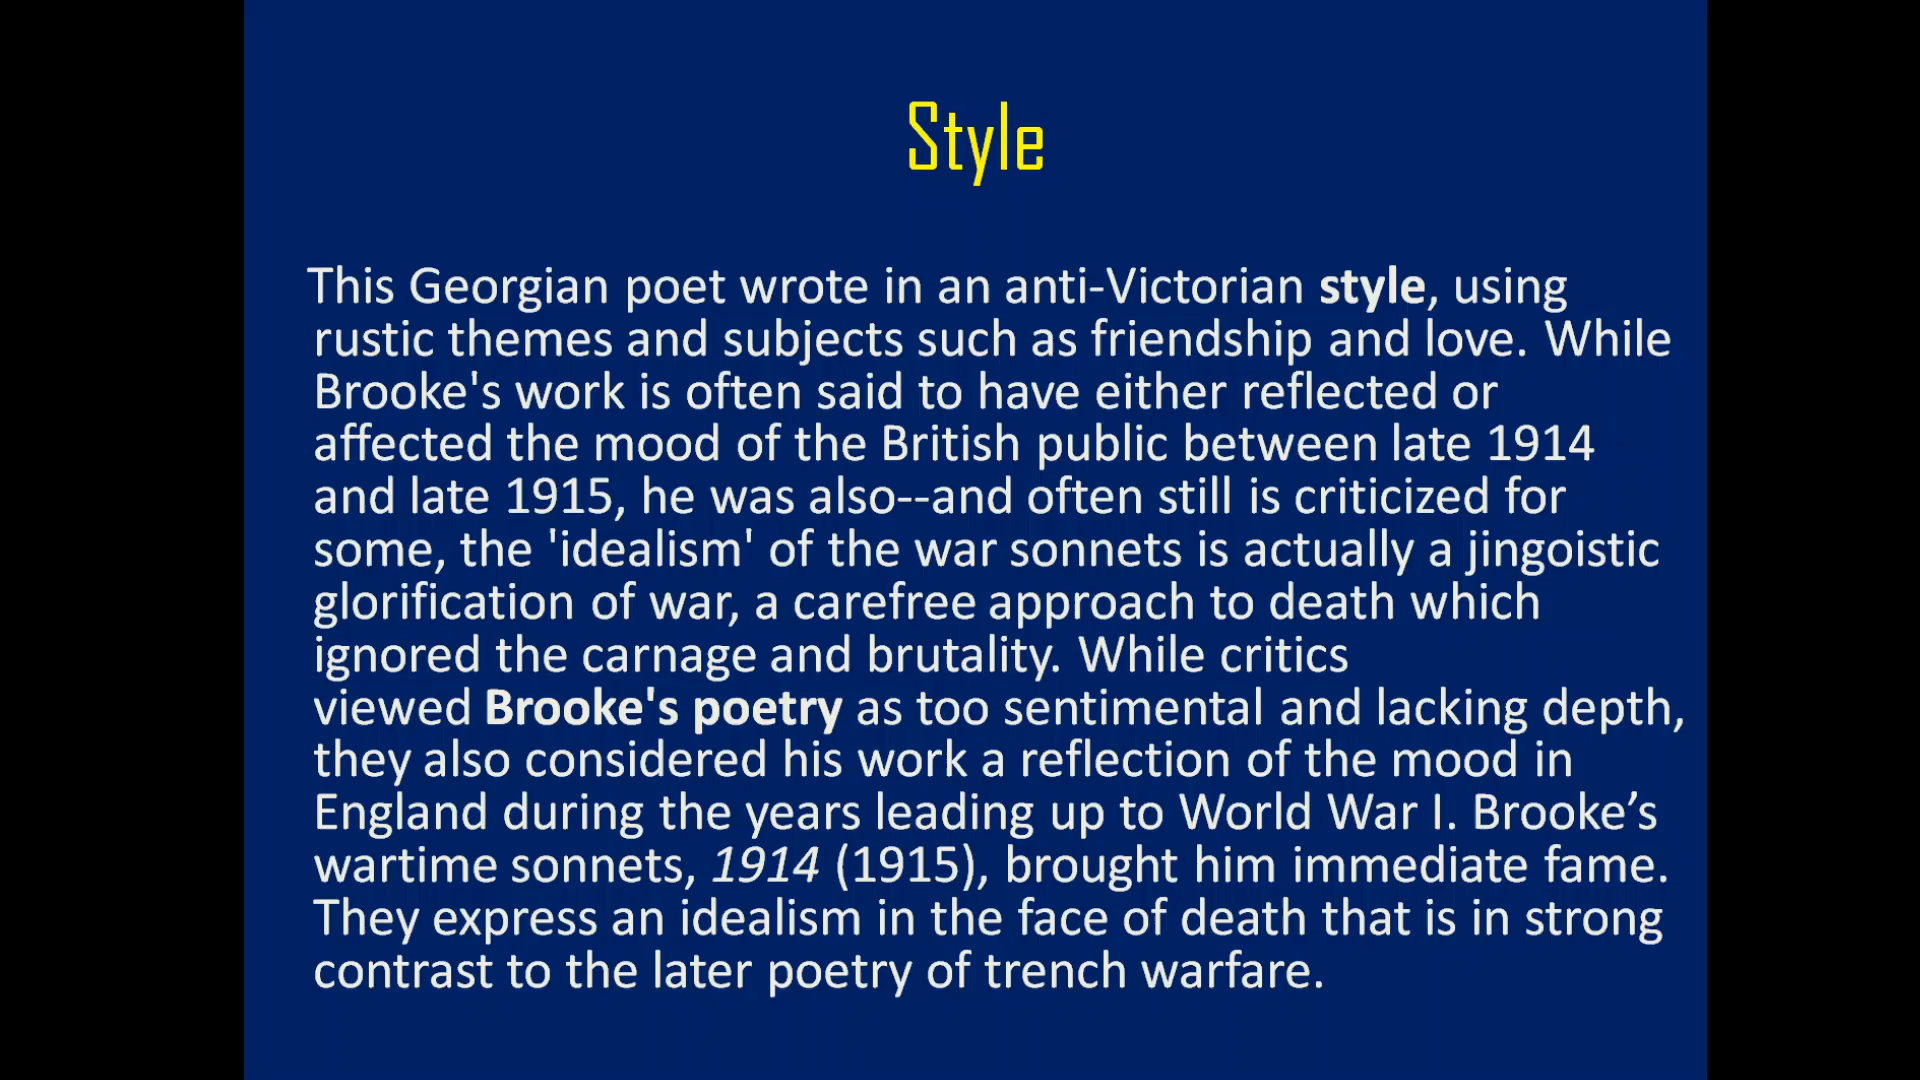 Style
This Georgian poet wrote in an anti-Victorian style, using
rustic themes and subjects such as friendship and love. While
Brooke's work is often said to have either reflected or
affected the mood of the British public between late 1914
and late 1915, he was also--and often still is criticized for
some, the 'idealism' of the war sonnets is actually a jingoistic
glorification of war, a carefree approach to death which
ignored the carnage and brutality. While critics
viewed Brooke's poetry as too sentimental and lacking depth,
they also considered his work a reflection of the mood in
England during the years leading up to World War I. Brooke’s
wartime sonnets, 1914 (1915), brought him immediate fame.
They express an idealism in the face of death that is in strong
contrast to the later poetry of trench warfare.